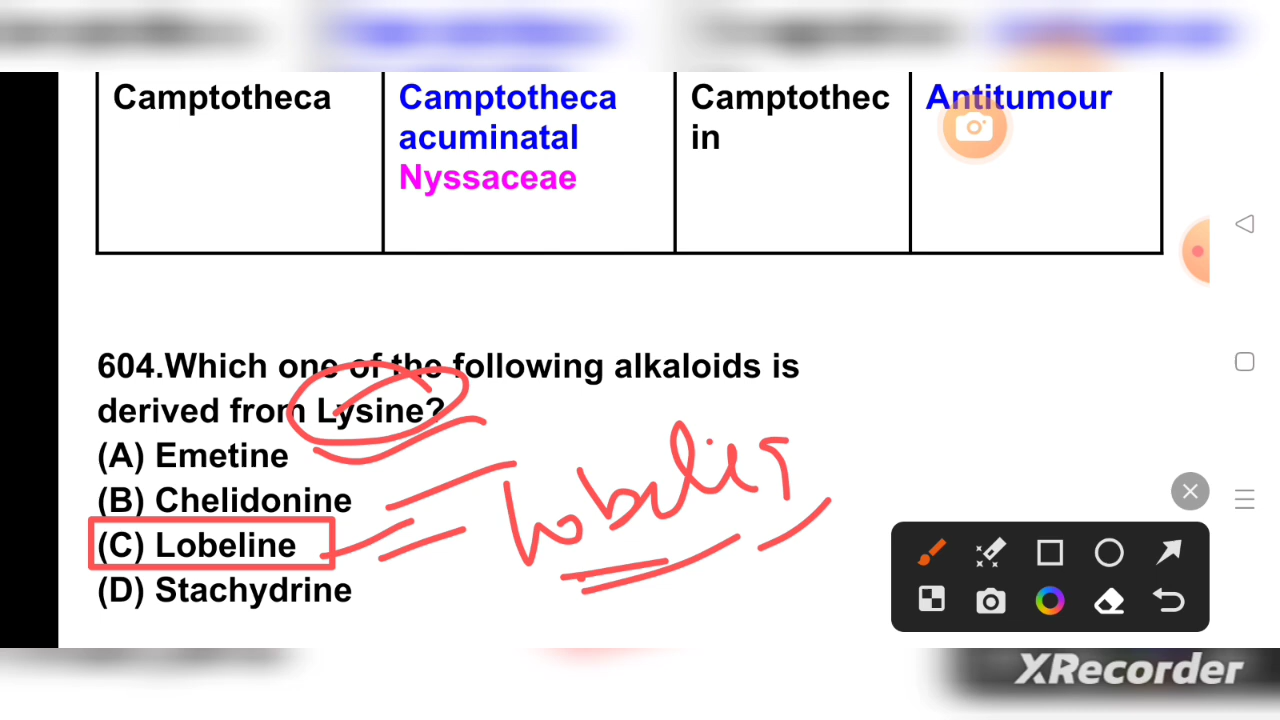 Camptotheca
Camptotheca
acuminatal
Nyssaceae
Camptothec
in
Antitumour
604.Which one of the following alkaloids is
derived from Lysine?
(A) Emetine
(B) Chelidonine
(C) Lobeline
(D) Stachydrine
XRecorder